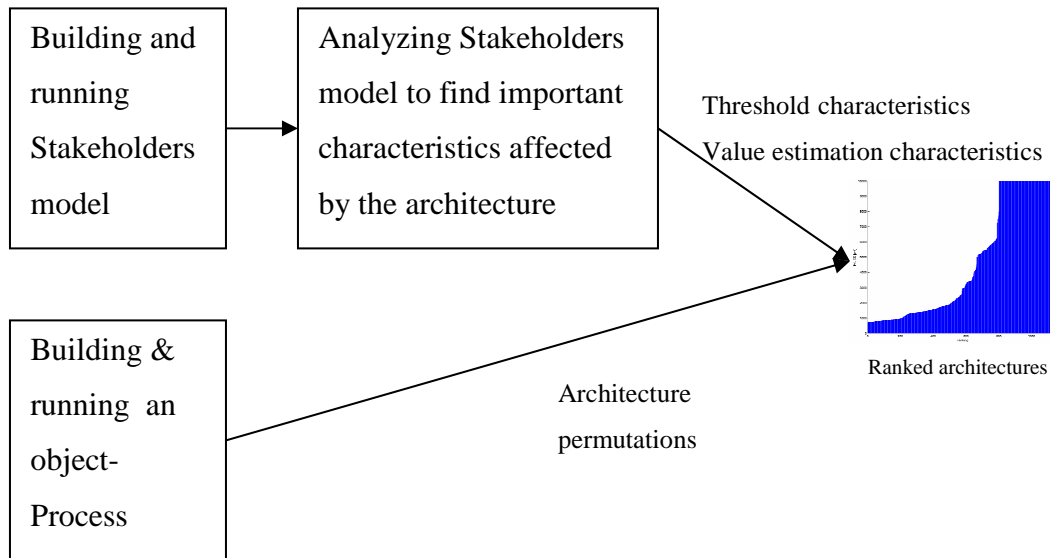 Building and
running
Stakeholders
model
Analyzing Stakeholders
model to find important
characteristics affected
by the architecture
Threshold characteristics
Value estimation characteristics
Ranked architectures
Building &
running an
object-
Process
Architecture
permutations